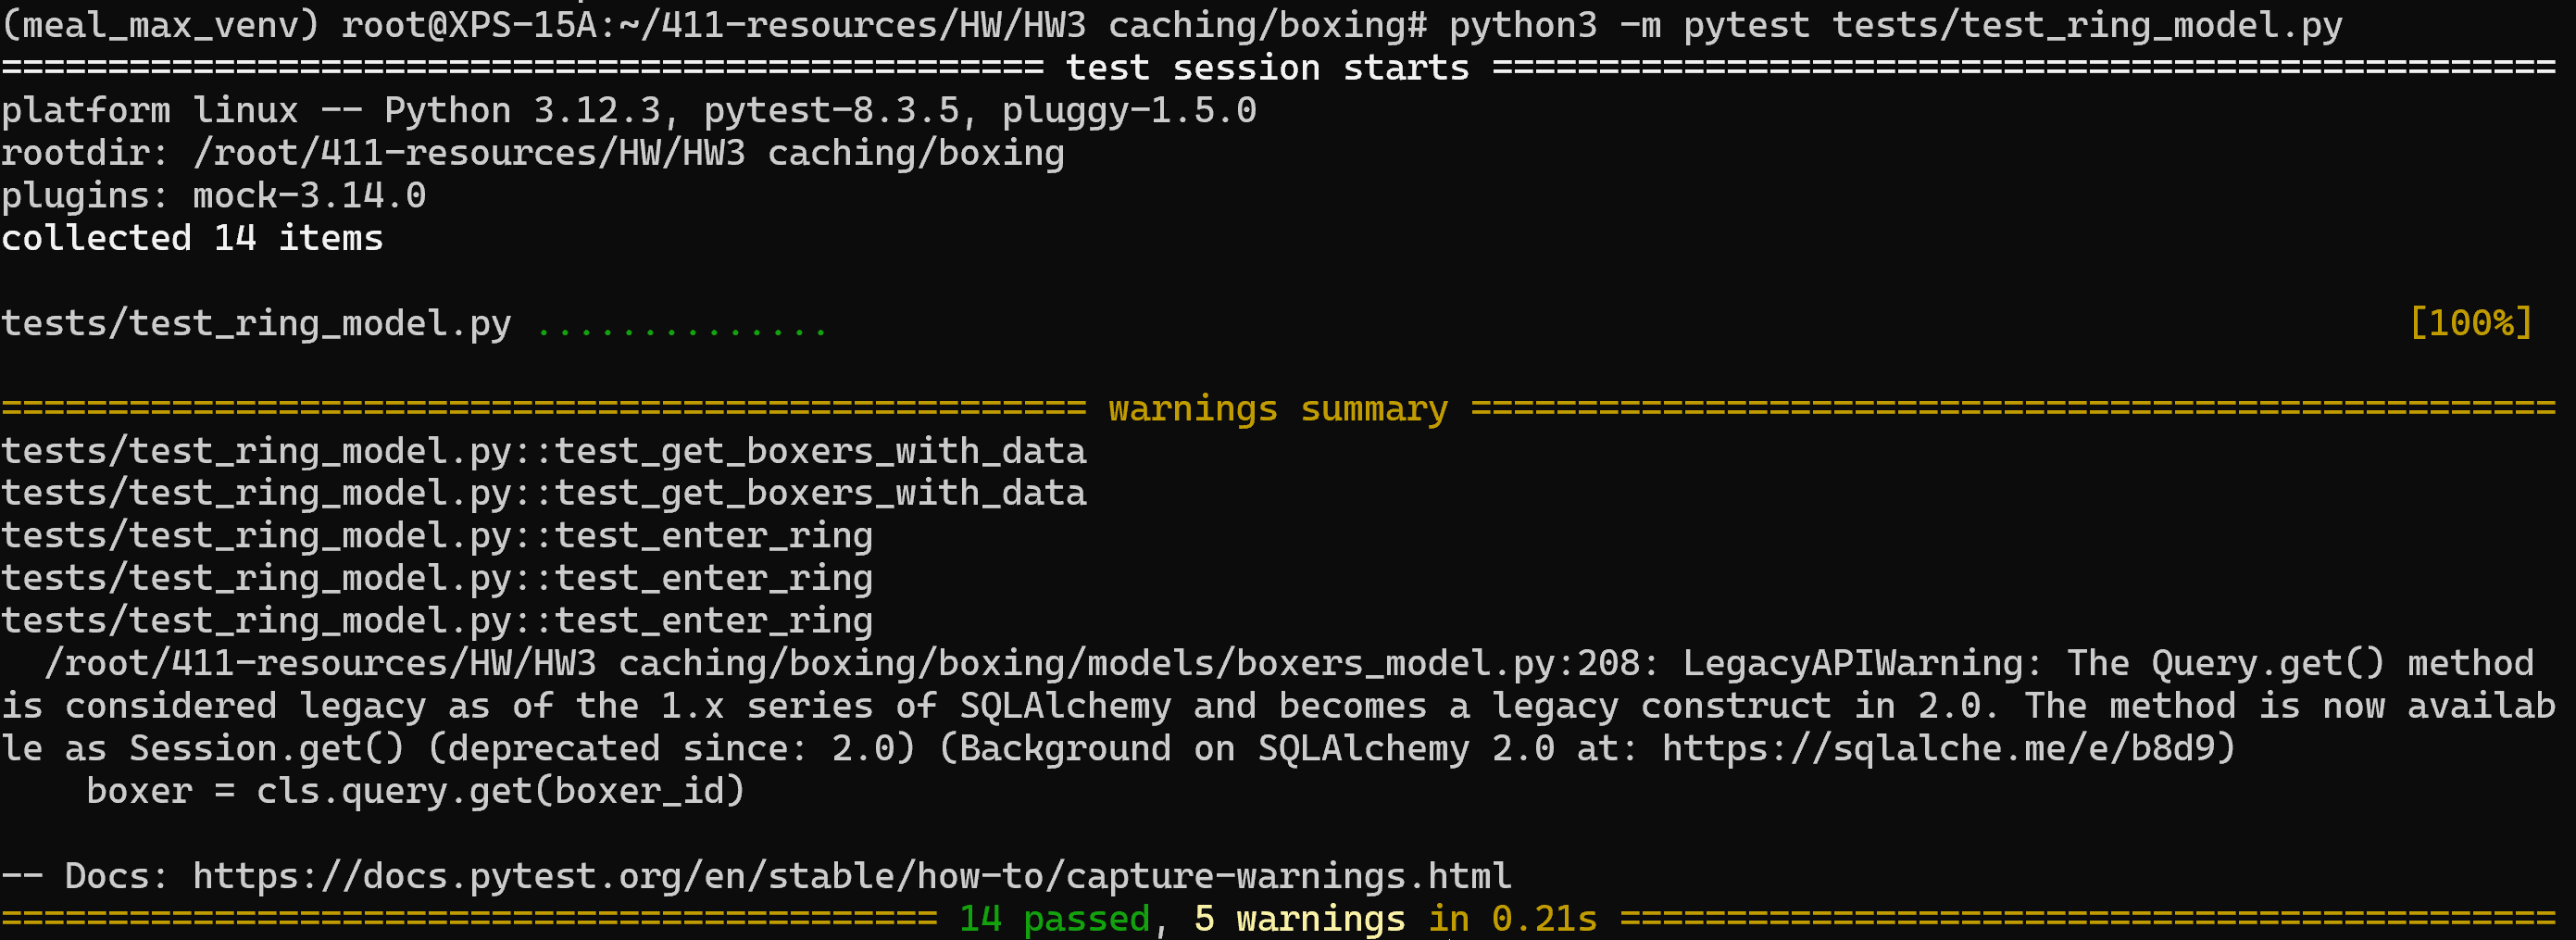 (meal_max_venv) root@XPS-15A:~/411-resources/HW/HW3 caching/boxing# python3 -m pytest tests/test_ring_model.py
================================================= test session starts ==================================================
platform linux -- Python 3.12.3, pytest-8.3.5, pluggy-1.5.0
rootdir: /root/411-resources/HW/HW3 caching/boxing
plugins: mock-3.14.0
collected 14 items
tests/test_ring_model.py .............. [100%]
=================================================== warnings summary ===================================================
tests/test_ring_model.py::test_get_boxers_with_data
tests/test_ring_model.py::test_get_boxers_with_data
tests/test_ring_model.py::test_enter_ring
tests/test_ring_model.py::test_enter_ring
tests/test_ring_model.py::test_enter_ring
/root/411-resources/HW/HW3 caching/boxing/boxing/models/boxers_model.py:208: LegacyAPIWarning: The Query.get() method
is considered legacy as of the 1.x series of SQLAlchemy and becomes a legacy construct in 2.0. The method is now availab
le as Session.get() (deprecated since: 2.0) (Background on SQLAlchemy 2.0 at: https://sqlalche.me/e/b8d9)
boxer = cls.query.get(boxer_id)
-- Docs: https://docs.pytest.org/en/stable/how-to/capture-warnings.html
============================================ 14 passed, 5 warnings in 0.21s ============================================